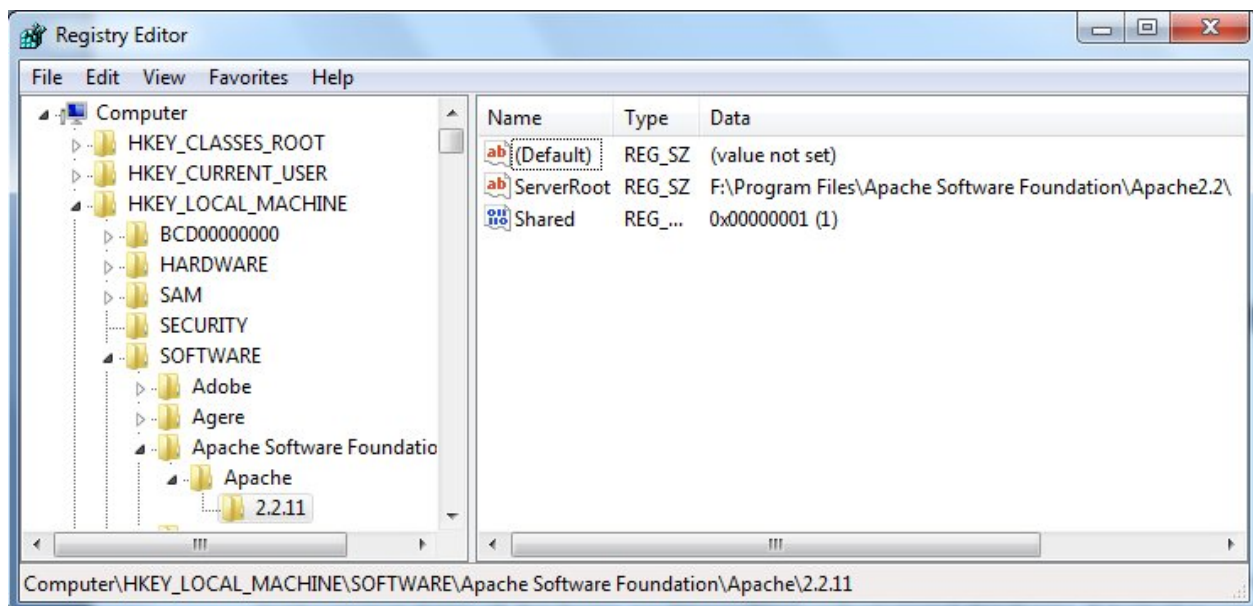 Registry Editor
File Edit View Favorites Help
Computer
HKEY_CLASSES_ROOT
HKEY_CURRENT_USER
HKEY_LOCAL_MACHINE
BCD00000000
HARDWARE
SAM
SECURITY
SOFTWARE
Adobe
Agere
Apache Software Foundatio
Apache
2.2.11
Name Type Data
(Default) REG_SZ (value not set)
ServerRoot REG_SZ F:\Program Files\Apache Software Foundation\Apache2.2\
Shared REG_... 0x00000001 (1)
Computer\HKEY_LOCAL_MACHINE\SOFTWARE\Apache Software Foundation\Apache\2.2.11